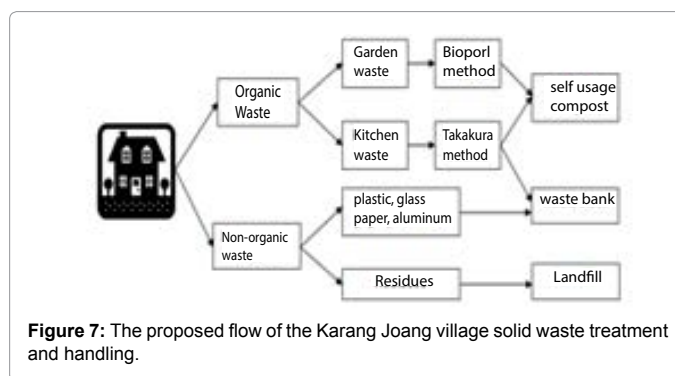 Garden
waste
Bioporl
method
Organic
Waste
self usage
compost
Kitchen
waste
Takakura
method
plastic, glass
paper, aluminum
waste bank
Non-organic
waste
Residues
Landfill
Figure 7: The proposed flow of the Karang Joang village solid waste treatment
and handling.